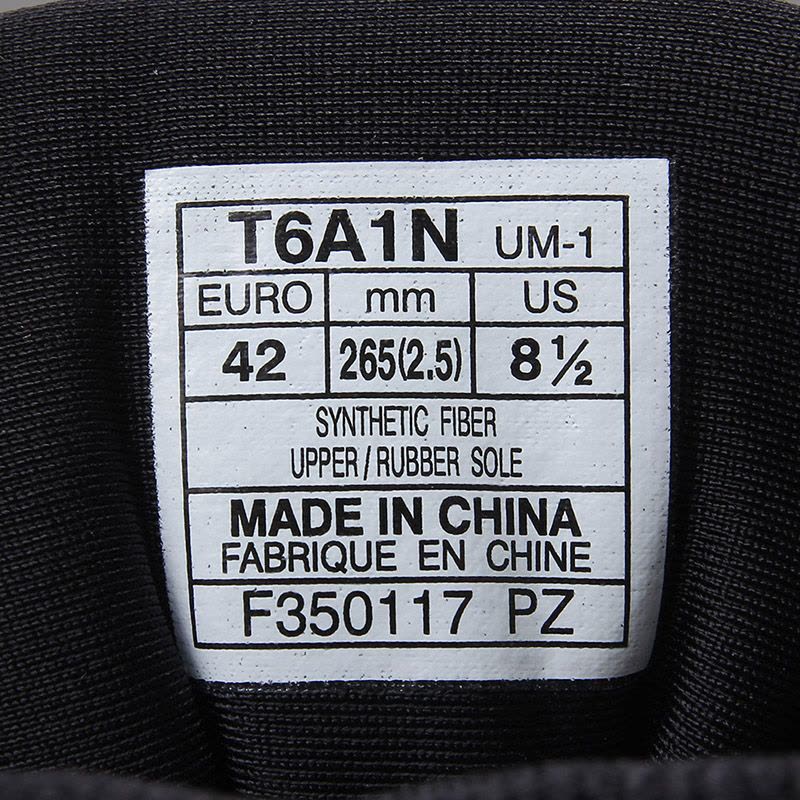 T6A1N UM-1
EURO mm US
42 265(2.5) 8½
SYNTHETIC FIBER
UPPER/RUBBER SOLE
MADE IN CHINA
FABRIQUE EN CHINE
F350117 PZ